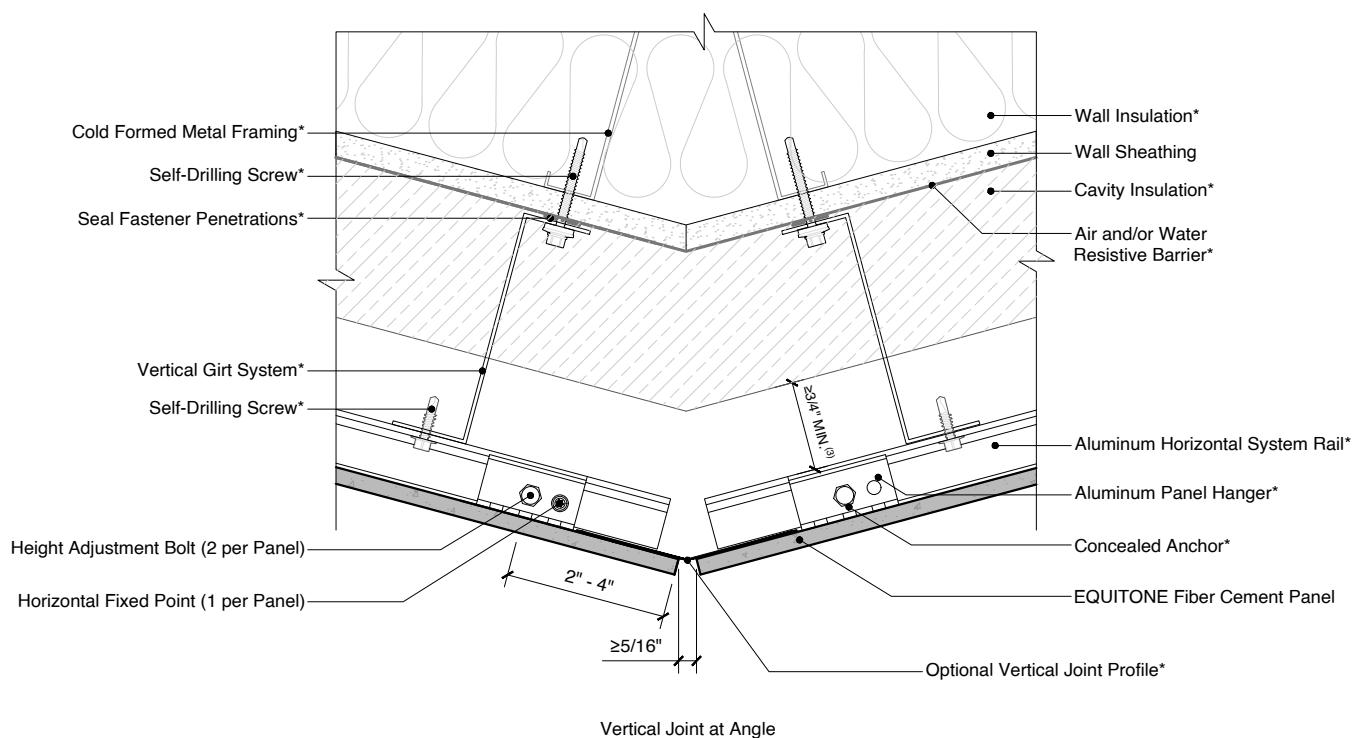 Cold Formed Metal Framing*
Self-Drilling Screw*
Seal Fastener Penetrations*
Vertical Girt System*
Self-Drilling Screw*
Height Adjustment Bolt (2 per Panel)
Horizontal Fixed Point (1 per Panel)
Wall Insulation*
Wall Sheathing
Cavity Insulation*
Air and/or Water
Resistive Barrier*
≥3/4" MIN.(3)
Aluminum Horizontal System Rail*
Aluminum Panel Hanger*
Concealed Anchor*
EQUITONE Fiber Cement Panel
2" - 4"
≥5/16"
Optional Vertical Joint Profile*
Vertical Joint at Angle